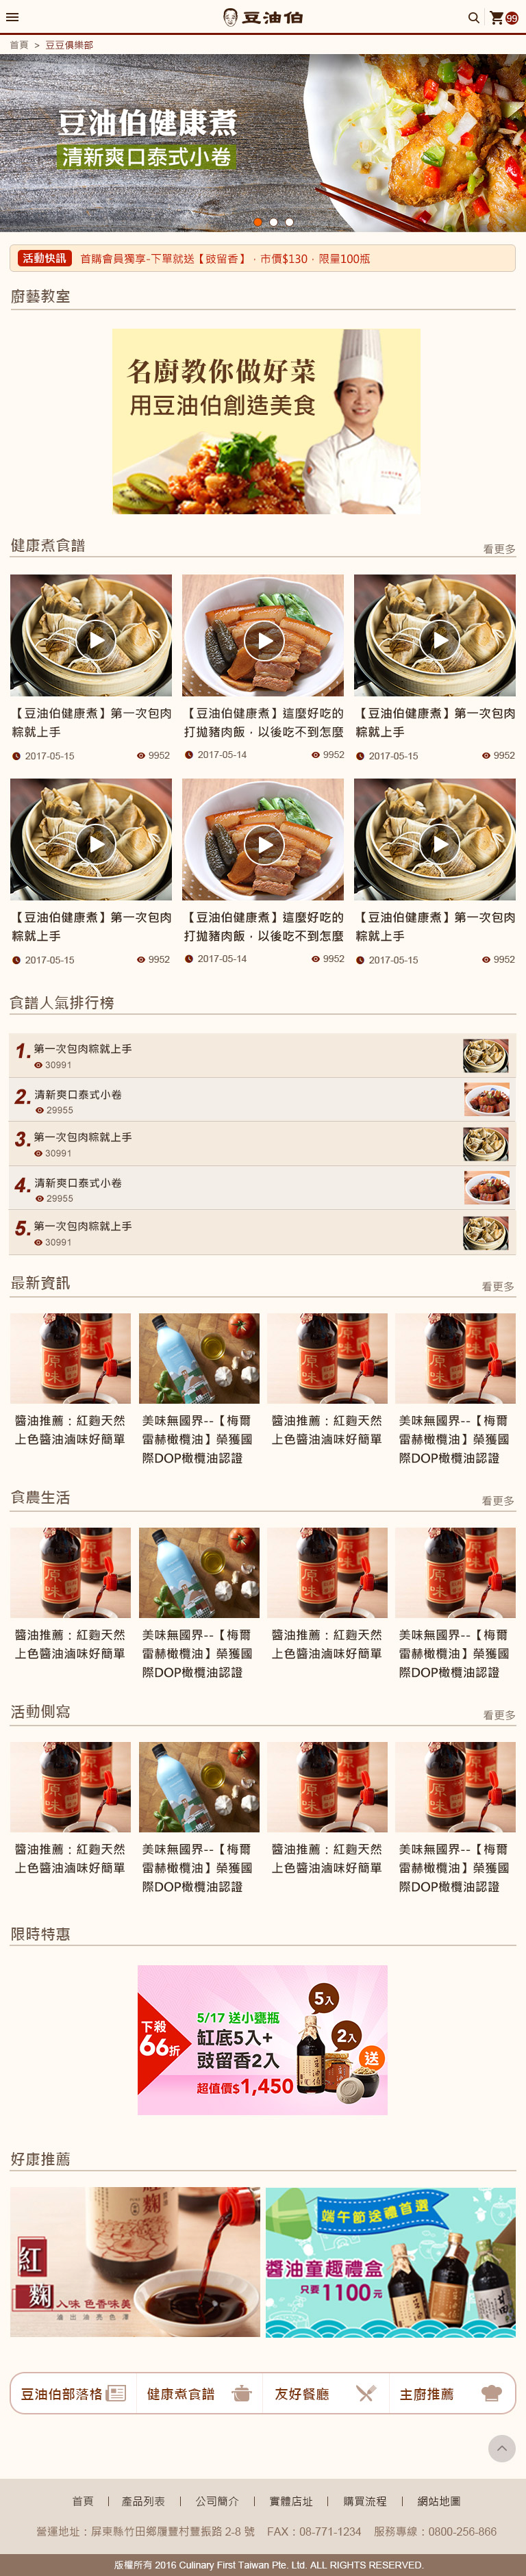 豆油伯
99
首頁 > 豆豆俱樂部
豆油伯健康煮
清新爽口泰式小卷
活動快訊 首購會員獨享-下單就送【豉留香】，市價$130，限量100瓶
廚藝教室
名廚教你做好菜
用豆油伯創造美食
健康煮食譜 看更多
【豆油伯健康煮】第一次包肉
粽就上手
2017-05-15 9952
【豆油伯健康煮】這麼好吃的
打拋豬肉飯，以後吃不到怎麼
2017-05-14 9952
【豆油伯健康煮】第一次包肉
粽就上手
2017-05-15 9952
【豆油伯健康煮】第一次包肉
粽就上手
2017-05-15 9952
【豆油伯健康煮】這麼好吃的
打拋豬肉飯，以後吃不到怎麼
2017-05-14 9952
【豆油伯健康煮】第一次包肉
粽就上手
2017-05-15 9952
食譜人氣排行榜
1. 第一次包肉粽就上手
30991
2. 清新爽口泰式小卷
29955
3. 第一次包肉粽就上手
30991
4. 清新爽口泰式小卷
29955
5. 第一次包肉粽就上手
30991
最新資訊 看更多
原味
原味
原味
醬油推薦：紅麴天然
上色醬油滷味好簡單
美味無國界--【梅爾
雷赫橄欖油】榮獲國
際DOP橄欖油認證
醬油推薦：紅麴天然
上色醬油滷味好簡單
美味無國界--【梅爾
雷赫橄欖油】榮獲國
際DOP橄欖油認證
食農生活 看更多
原味
原味
原味
醬油推薦：紅麴天然
上色醬油滷味好簡單
美味無國界--【梅爾
雷赫橄欖油】榮獲國
際DOP橄欖油認證
醬油推薦：紅麴天然
上色醬油滷味好簡單
美味無國界--【梅爾
雷赫橄欖油】榮獲國
際DOP橄欖油認證
活動側寫 看更多
原味
原味
原味
醬油推薦：紅麴天然
上色醬油滷味好簡單
美味無國界--【梅爾
雷赫橄欖油】榮獲國
際DOP橄欖油認證
醬油推薦：紅麴天然
上色醬油滷味好簡單
美味無國界--【梅爾
雷赫橄欖油】榮獲國
際DOP橄欖油認證
限時特惠
下殺
66折
5/17 送小甕瓶
缸底5入+
豉留香2入
超值價$1,450
5入
2入
送
好康推薦
紅麴
入味 色香味美
滷出油亮色澤
端午節送禮首選
醬油童趣禮盒
只要1100元
豆油伯部落格
健康煮食譜
友好餐廳
主廚推薦
首頁 | 產品列表 | 公司簡介 | 實體店址 | 購買流程 | 網站地圖
營運地址：屏東縣竹田鄉履豐村豐振路 2-8 號 FAX：08-771-1234 服務專線：0800-256-866
版權所有 2016 Culinary First Taiwan Pte. Ltd. ALL RIGHTS RESERVED.